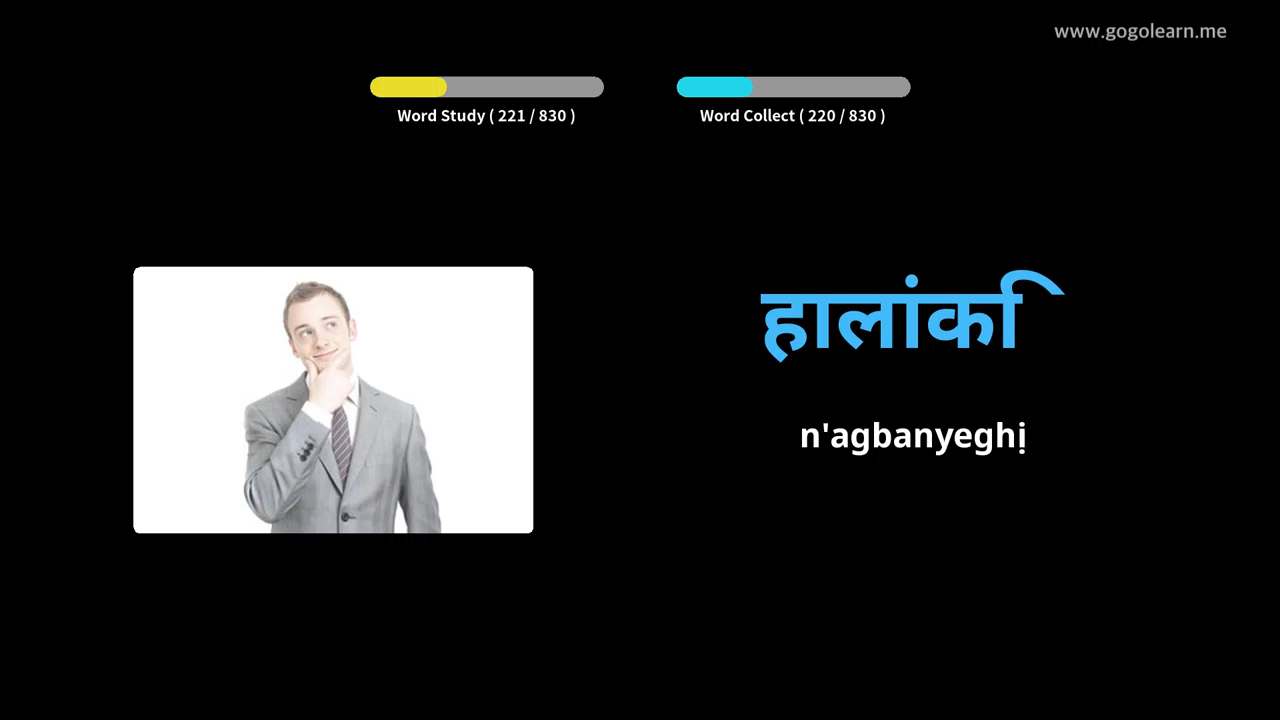 www.gogolearn.me
Word Study ( 221 / 830 )
Word Collect ( 220 / 830 )
हालांकि
n'agbanyeghị